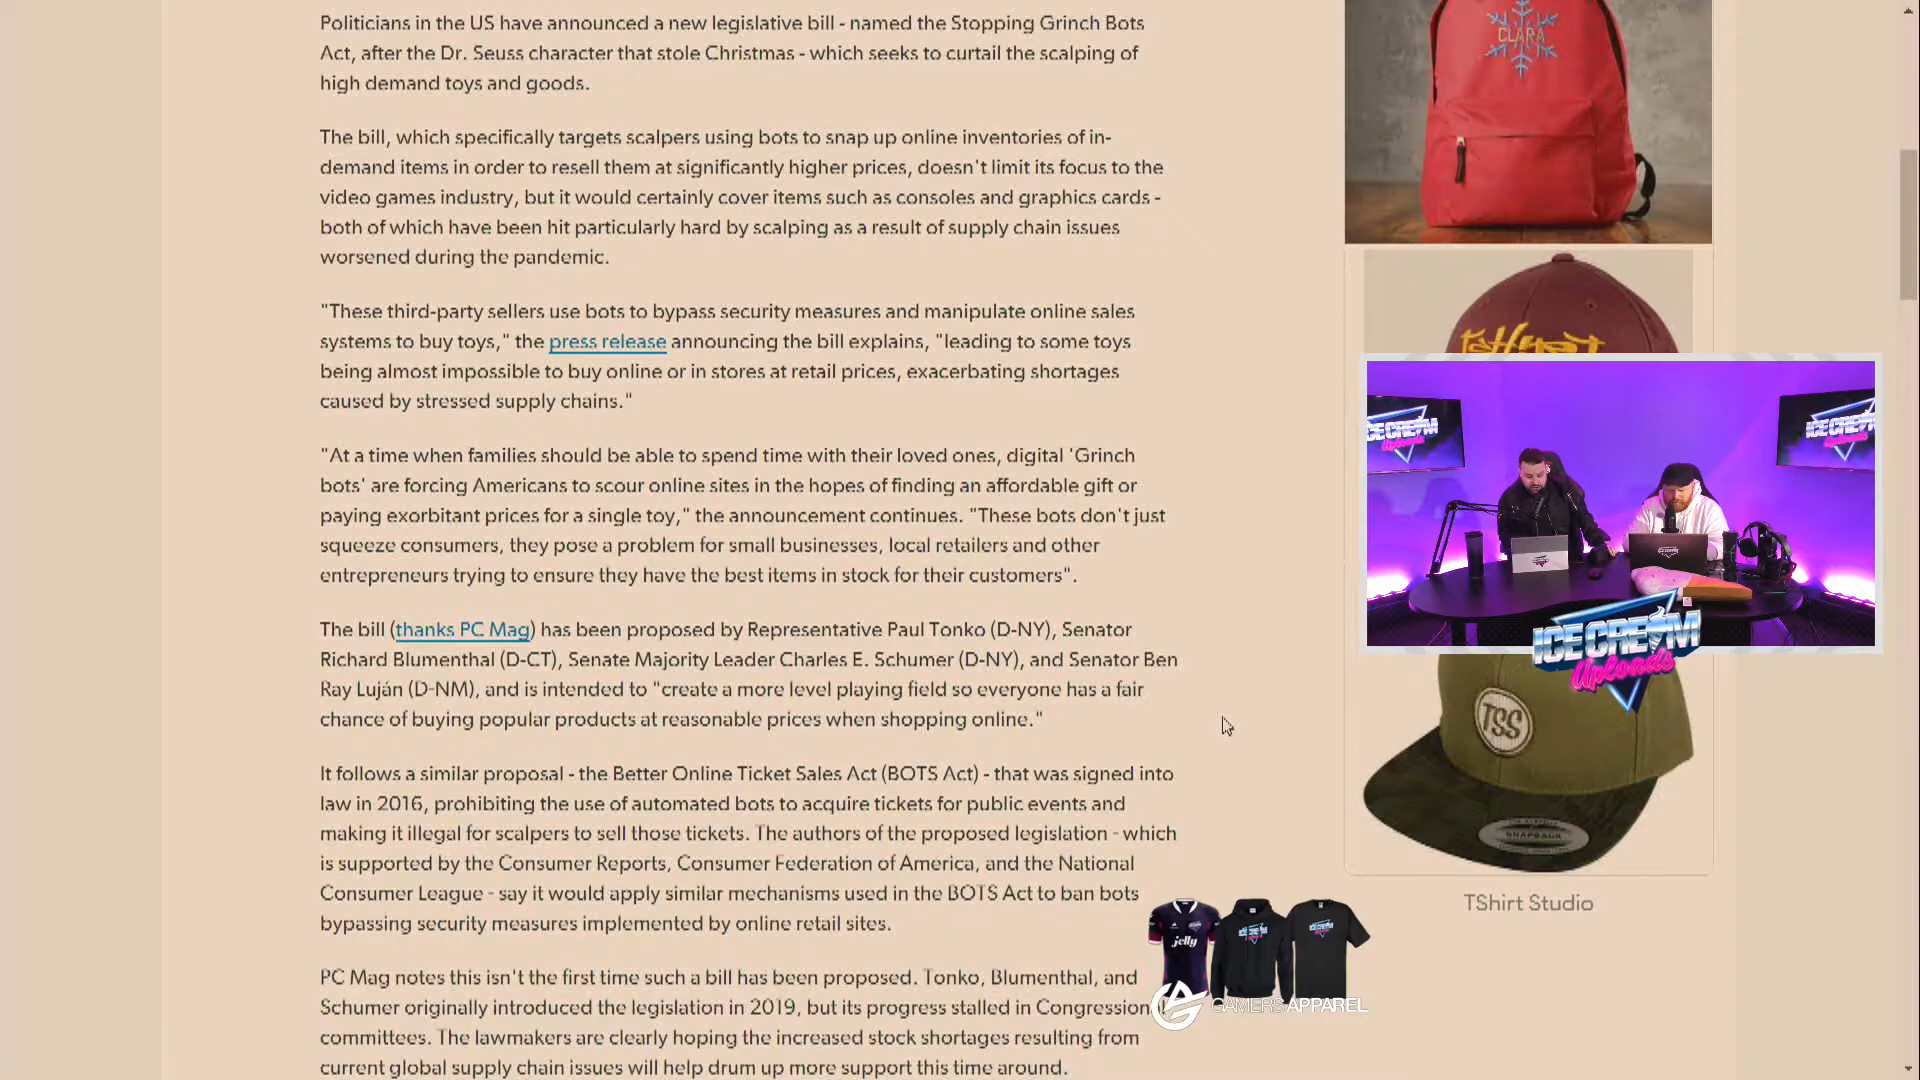 Politicians in the US have announced a new legislative bill - named the Stopping Grinch Bots
Act, after the Dr. Seuss character that stole Christmas - which seeks to curtail the scalping of
high demand toys and goods.
The bill, which specifically targets scalpers using bots to snap up online inventories of in-
demand items in order to resell them at significantly higher prices, doesn't limit its focus to the
video games industry, but it would certainly cover items such as consoles and graphics cards -
both of which have been hit particularly hard by scalping as a result of supply chain issues
worsened during the pandemic.
"These third-party sellers use bots to bypass security measures and manipulate online sales
systems to buy toys," the press release announcing the bill explains, "leading to some toys
being almost impossible to buy online or in stores at retail prices, exacerbating shortages
caused by stressed supply chains."
"At a time when families should be able to spend time with their loved ones, digital 'Grinch
bots' are forcing Americans to scour online sites in the hopes of finding an affordable gift or
paying exorbitant prices for a single toy," the announcement continues. "These bots don't just
squeeze consumers, they pose a problem for small businesses, local retailers and other
entrepreneurs trying to ensure they have the best items in stock for their customers".
The bill (thanks PC Mag) has been proposed by Representative Paul Tonko (D-NY), Senator
Richard Blumenthal (D-CT), Senate Majority Leader Charles E. Schumer (D-NY), and Senator Ben
Ray Luján (D-NM), and is intended to "create a more level playing field so everyone has a fair
chance of buying popular products at reasonable prices when shopping online."
It follows a similar proposal - the Better Online Ticket Sales Act (BOTS Act) - that was signed into
law in 2016, prohibiting the use of automated bots to acquire tickets for public events and
making it illegal for scalpers to sell those tickets. The authors of the proposed legislation - which
is supported by the Consumer Reports, Consumer Federation of America, and the National
Consumer League - say it would apply similar mechanisms used in the BOTS Act to ban bots
bypassing security measures implemented by online retail sites.
PC Mag notes this isn't the first time such a bill has been proposed. Tonko, Blumenthal, and
Schumer originally introduced the legislation in 2019, but its progress stalled in Congressional
committees. The lawmakers are clearly hoping the increased stock shortages resulting from
current global supply chain issues will help drum up more support this time around.
CLARA
ICE CREAM
Uploads
ICE CREAM
ICE CREAM
Uploads
TSS
SNAPBACK
TShirt Studio
jelly
ICE CREAM
ICE CREAM
GAMERSAPPAREL